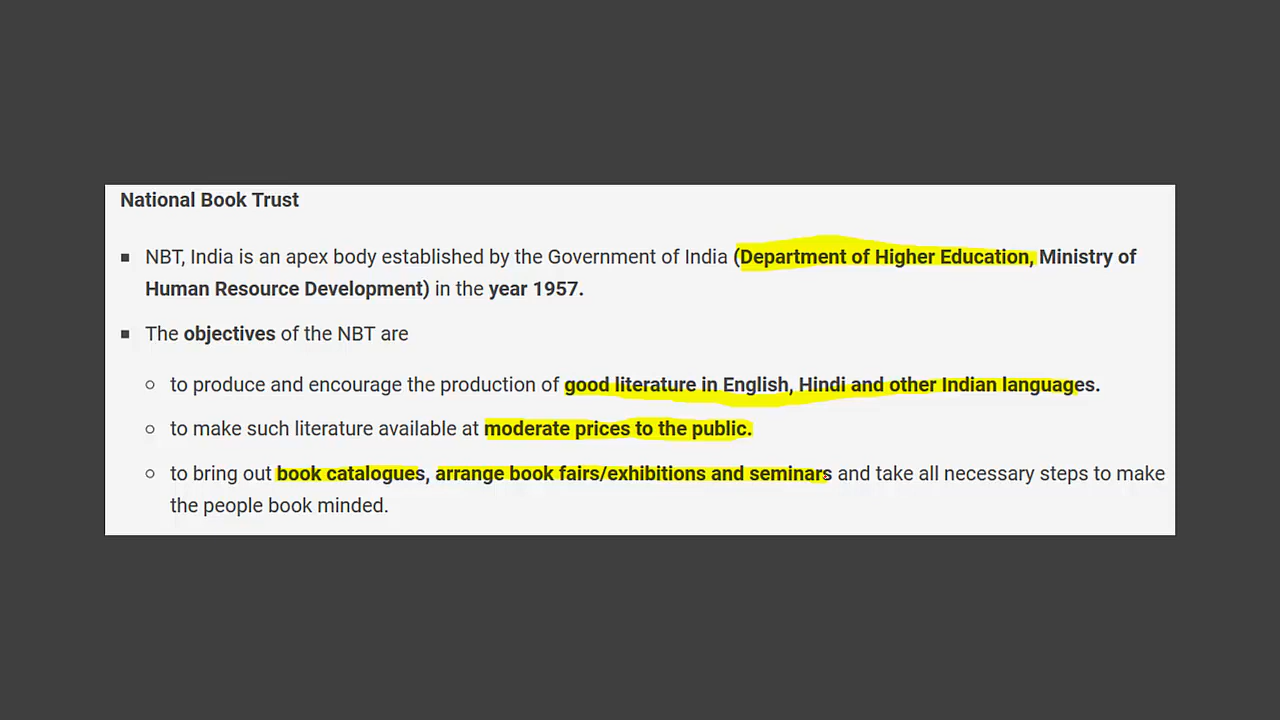 National Book Trust
▪ NBT, India is an apex body established by the Government of India (Department of Higher Education, Ministry of
Human Resource Development) in the year 1957.
▪ The objectives of the NBT are
○ to produce and encourage the production of good literature in English, Hindi and other Indian languages.
○ to make such literature available at moderate prices to the public.
○ to bring out book catalogues, arrange book fairs/exhibitions and seminars and take all necessary steps to make
the people book minded.